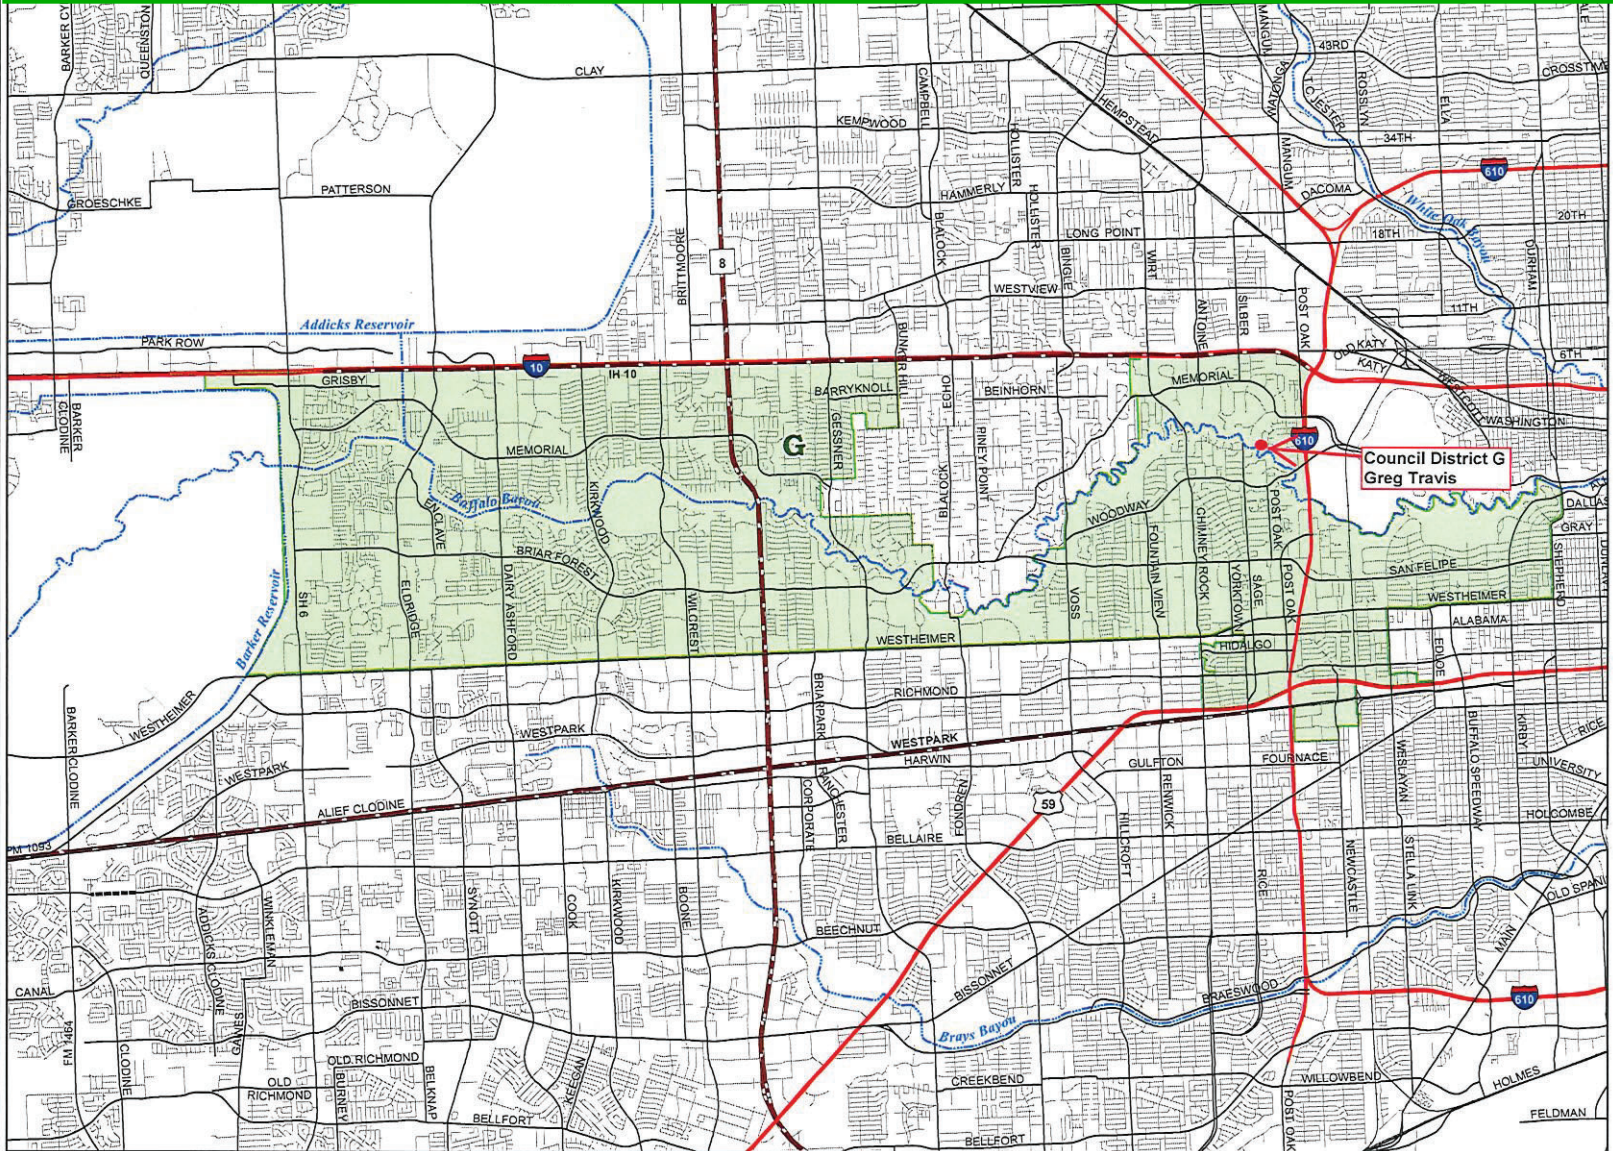 BARKER CY
QUEENSTON
CLAY
CAMPBELL
MANGUM
43RD
WATONGA
ROSSLYN
CROSSTIM
KEMPWOOD
HEMPSTEAD
T.C. JESTER
ELLA
34TH
HOLLISTER
MANGUM
610
PATTERSON
GROESCHKE
HAMMERLY
HOLLISTER
DACOMA
White Oak Bayou
20TH
BLALOCK
LONG POINT
18TH
BRITTMOORE
8
BINGLE
WIRT
DURHAM
WESTVIEW
ANTOINE
SILBER
POST OAK
11TH
Addicks Reservoir
PARK ROW
BUNKER HILL
OLD KATY
KATY
6TH
10
IH 10
GRISBY
BARRYKNOLL
ECHO
BEINHORN
MEMORIAL
WESTCOTT
WASHINGTON
BARKER
CLODINE
MEMORIAL
G
GESSNER
PINEY POINT
610
Council District G
Greg Travis
BLALOCK
Buffalo Bayou
ENCLAVE
KIRKWOOD
WOODWAY
POST OAK
DALLAS
GRAY
FOUNTAIN VIEW
CHIMNEY ROCK
BRIAR FOREST
SAN FELIPE
SHEPHERD
Barker Reservoir
SH 6
ELDRIDGE
DAIRY ASHFORD
WILCREST
VOSS
YORKTOWN
SAGE
POST OAK
WESTHEIMER
WESTHEIMER
HIDALGO
ALABAMA
EDLOE
RICHMOND
BRIARPARK
WESTHEIMER
BARKER CLODINE
WESTPARK
WESTPARK
WESTPARK
HARWIN
GULFTON
FOURNACE
WESLAYAN
BUFFALO SPEEDWAY
KIRBY
RICE
UNIVERSITY
RANCHESTER
CORPORATE
FONDREN
59
RENWICK
ALIEF CLODINE
HILLCROFT
HOLCOMBE
BELLAIRE
FM 1093
NEWCASTLE
STELLA LINK
RICE
ADDICKS CLODINE
WINKLEMAN
SYNOTT
COOK
KIRKWOOD
BOONE
BEECHNUT
MAIN
CANAL
BISSONNET
BISSONNET
BRAESWOOD
610
FM 1464
GAINES
Brays Bayou
CLODINE
OLD RICHMOND
OLD
RICHMOND
BURNEY
BELKNAP
KEEGAN
CREEKBEND
WILLOWBEND
HOLMES
BELLFORT
BELLFORT
POST OAK
FELDMAN